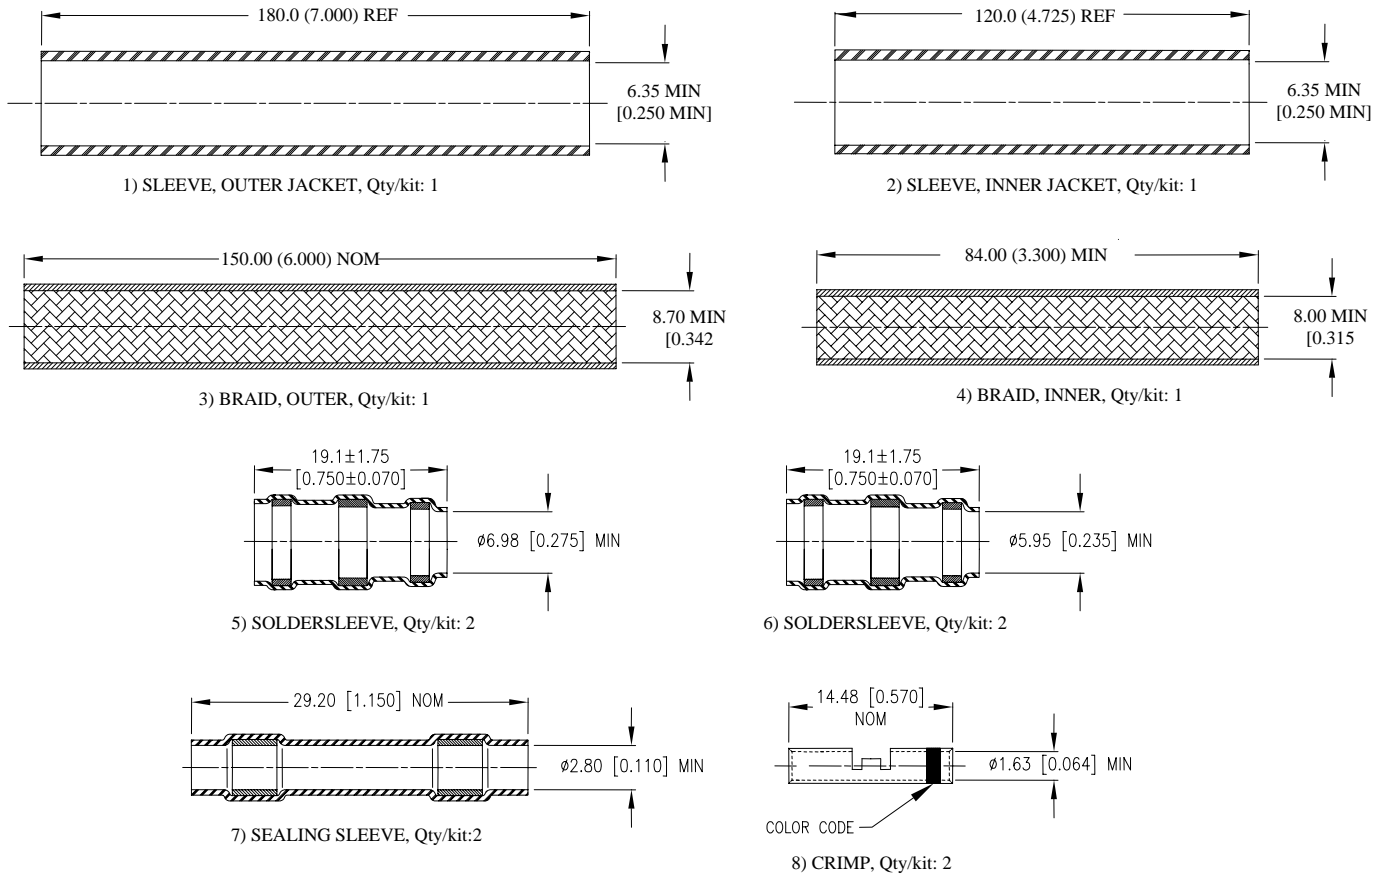 180.0 (7.000) REF
6.35 MIN
[0.250 MIN]
1) SLEEVE, OUTER JACKET, Qty/kit: 1
120.0 (4.725) REF
6.35 MIN
[0.250 MIN]
2) SLEEVE, INNER JACKET, Qty/kit: 1
150.00 (6.000) NOM
8.70 MIN
[0.342
3) BRAID, OUTER, Qty/kit: 1
84.00 (3.300) MIN
8.00 MIN
[0.315
4) BRAID, INNER, Qty/kit: 1
19.1±1.75
[0.750±0.070]
ø6.98 [0.275] MIN
5) SOLDERSLEEVE, Qty/kit: 2
19.1±1.75
[0.750±0.070]
ø5.95 [0.235] MIN
6) SOLDERSLEEVE, Qty/kit: 2
29.20 [1.150] NOM
ø2.80 [0.110] MIN
7) SEALING SLEEVE, Qty/kit:2
14.48 [0.570]
NOM
ø1.63 [0.064] MIN
COLOR CODE
8) CRIMP, Qty/kit: 2